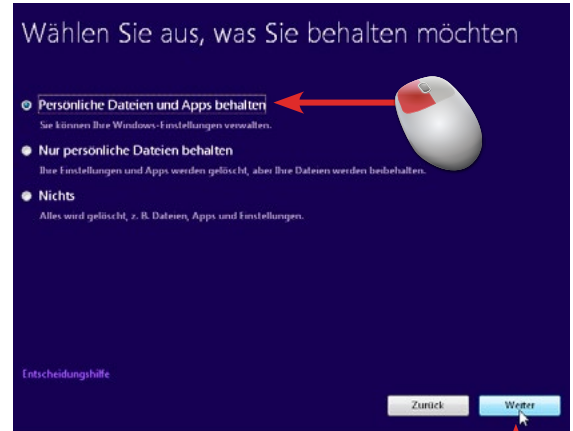 Wählen Sie aus, was Sie behalten möchten
Persönliche Dateien und Apps behalten
Sie können Ihre Windows-Einstellungen verwalten.
Nur persönliche Dateien behalten
Ihre Einstellungen und Apps werden gelöscht, aber Ihre Dateien werden beibehalten.
Nichts
Alles wird gelöscht, z. B. Dateien, Apps und Einstellungen.
Entscheidungshilfe
Zurück
Weiter